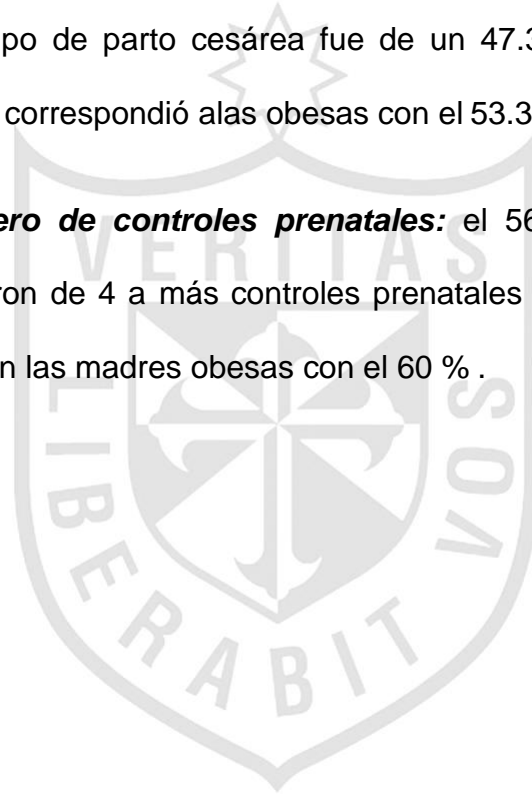 po de parto cesárea fue de un 47.3
correspondió alas obesas con el 53.3
ero de controles prenatales: el 56
ron de 4 a más controles prenatales
n las madres obesas con el 60 % .
VERITAS
LIBERABIT VOS